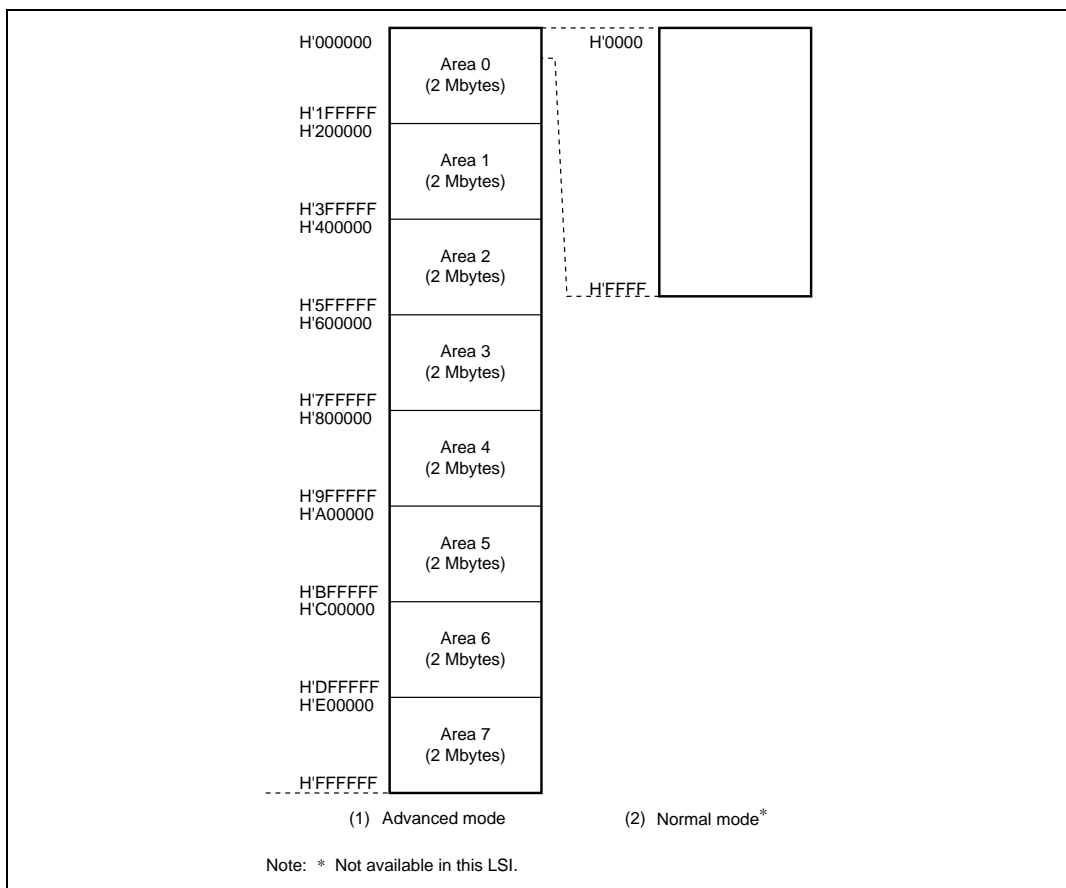 H'000000
Area 0
(2 Mbytes)
H'1FFFFF
H'200000
Area 1
(2 Mbytes)
H'3FFFFF
H'400000
Area 2
(2 Mbytes)
H'5FFFFF
H'600000
Area 3
(2 Mbytes)
H'7FFFFF
H'800000
Area 4
(2 Mbytes)
H'9FFFFF
H'A00000
Area 5
(2 Mbytes)
H'BFFFFF
H'C00000
Area 6
(2 Mbytes)
H'DFFFFF
H'E00000
Area 7
(2 Mbytes)
H'FFFFFF
(1) Advanced mode
H'0000
H'FFFF
(2) Normal mode*
Note: * Not available in this LSI.